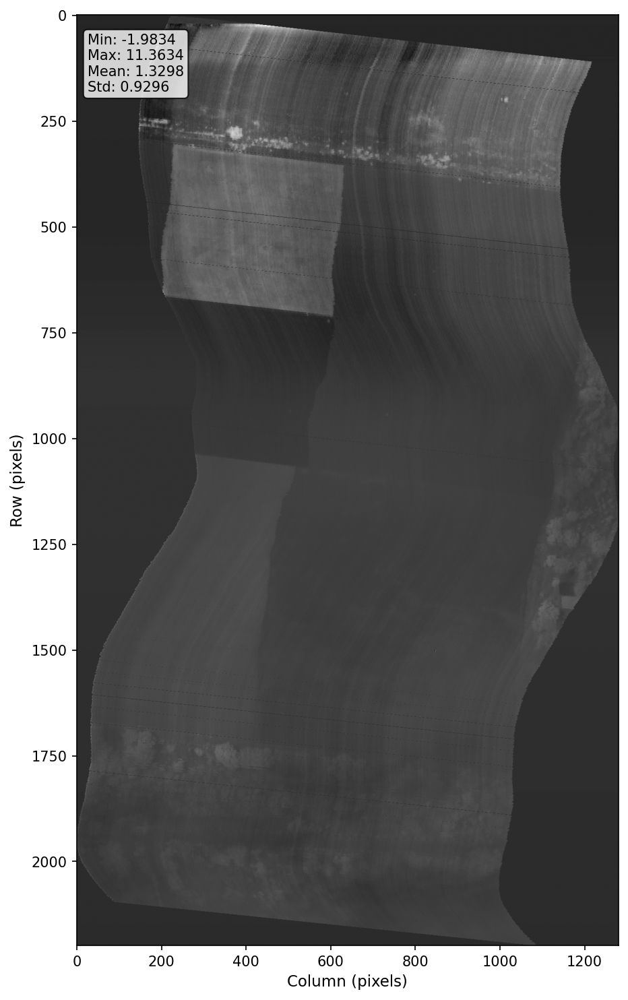 Min: -1.9834
Max: 11.3634
Mean: 1.3298
Std: 0.9296
0
250
500
750
1000
1250
1500
1750
2000
Row (pixels)
0 200 400 600 800 1000 1200
Column (pixels)